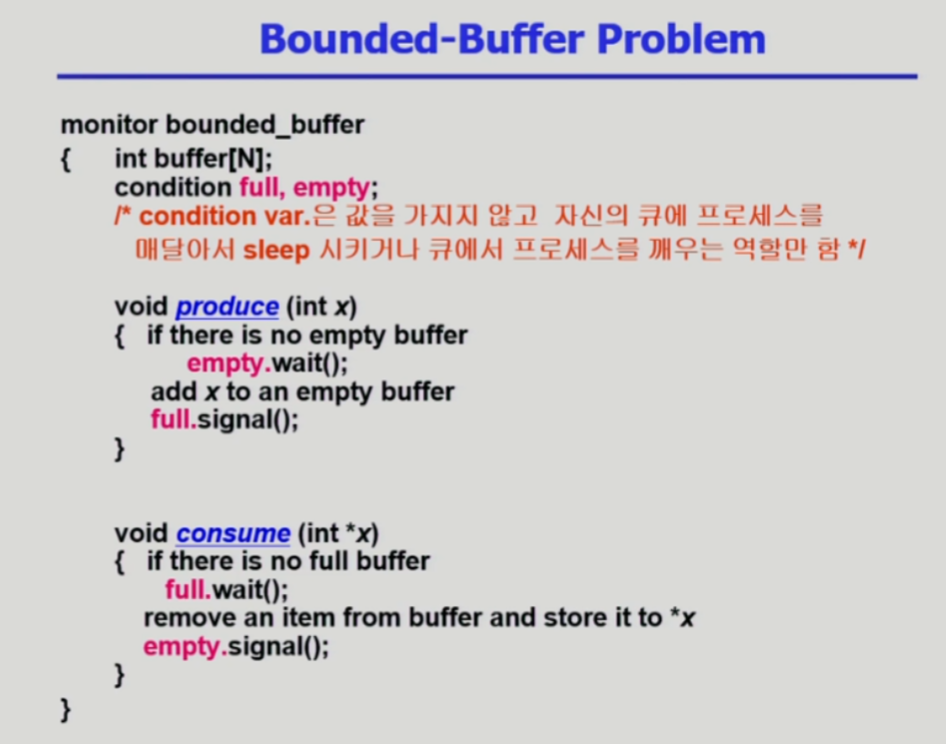 Bounded-Buffer Problem
monitor bounded_buffer
{ int buffer[N];
condition full, empty;
/* condition var.은 값을 가지지 않고 자신의 큐에 프로세스를
매달아서 sleep 시키거나 큐에서 프로세스를 깨우는 역할만 함 */
void produce (int x)
{ if there is no empty buffer
empty.wait();
add x to an empty buffer
full.signal();
}
void consume (int *x)
{ if there is no full buffer
full.wait();
remove an item from buffer and store it to *x
empty.signal();
}
}